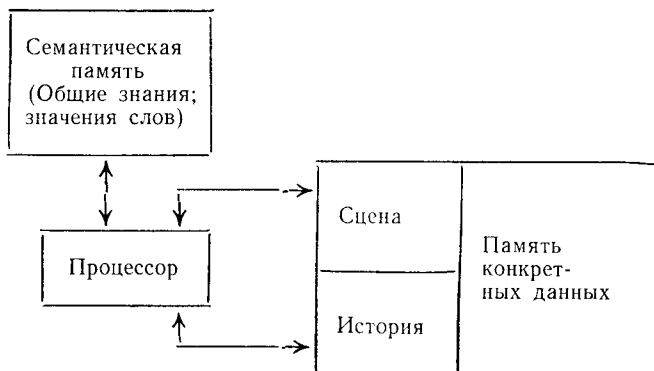 Семантическая
память
(Общие знания;
значения слов)
Процессор
Сцена
История
Память
конкрет-
ных данных